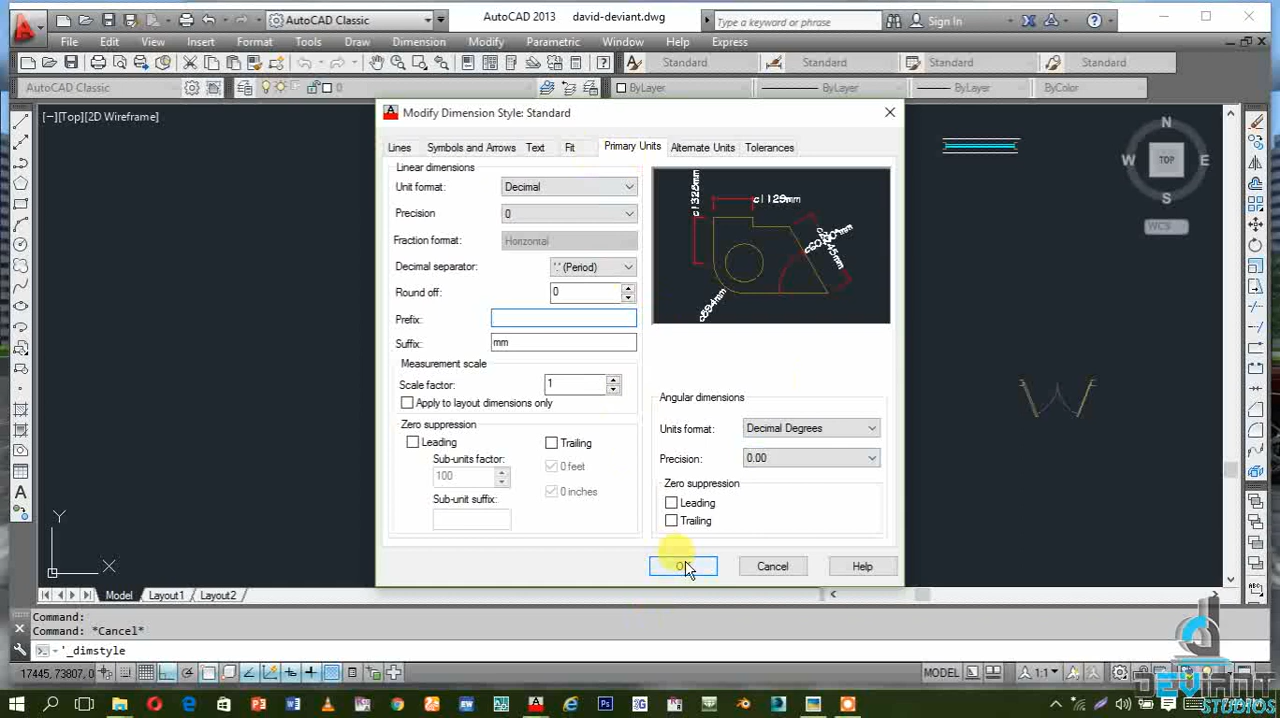 AutoCAD Classic
AutoCAD 2013 david-deviant.dwg
Type a keyword or phrase
Sign In
File Edit View Insert Format Tools Draw Dimension Modify Parametric Window Help Express
Standard Standard Standard Standard
AutoCAD Classic
0
ByLayer ByLayer ByLayer ByColor
[−][Top][2D Wireframe]
Modify Dimension Style: Standard
Lines Symbols and Arrows Text Fit Primary Units Alternate Units Tolerances
Linear dimensions
Unit format: Decimal
Precision 0
Fraction format: Horizontal
Decimal separator: '.' (Period)
Round off: 0
Prefix:
Suffix: mm
Measurement scale
Scale factor: 1
Apply to layout dimensions only
Zero suppression
Leading
Trailing
Sub-units factor:
0 feet
100
0 inches
Sub-unit suffix:
Angular dimensions
Units format: Decimal Degrees
Precision: 0.00
Zero suppression
Leading
Trailing
Cancel Help
N
W TOP E
S
WCS
Y
X
Model Layout1 Layout2
Command:
Command: *Cancel*
'_dimstyle
17445, 73807, 0
MODEL
1:1
DEVIANT
STUDIOS